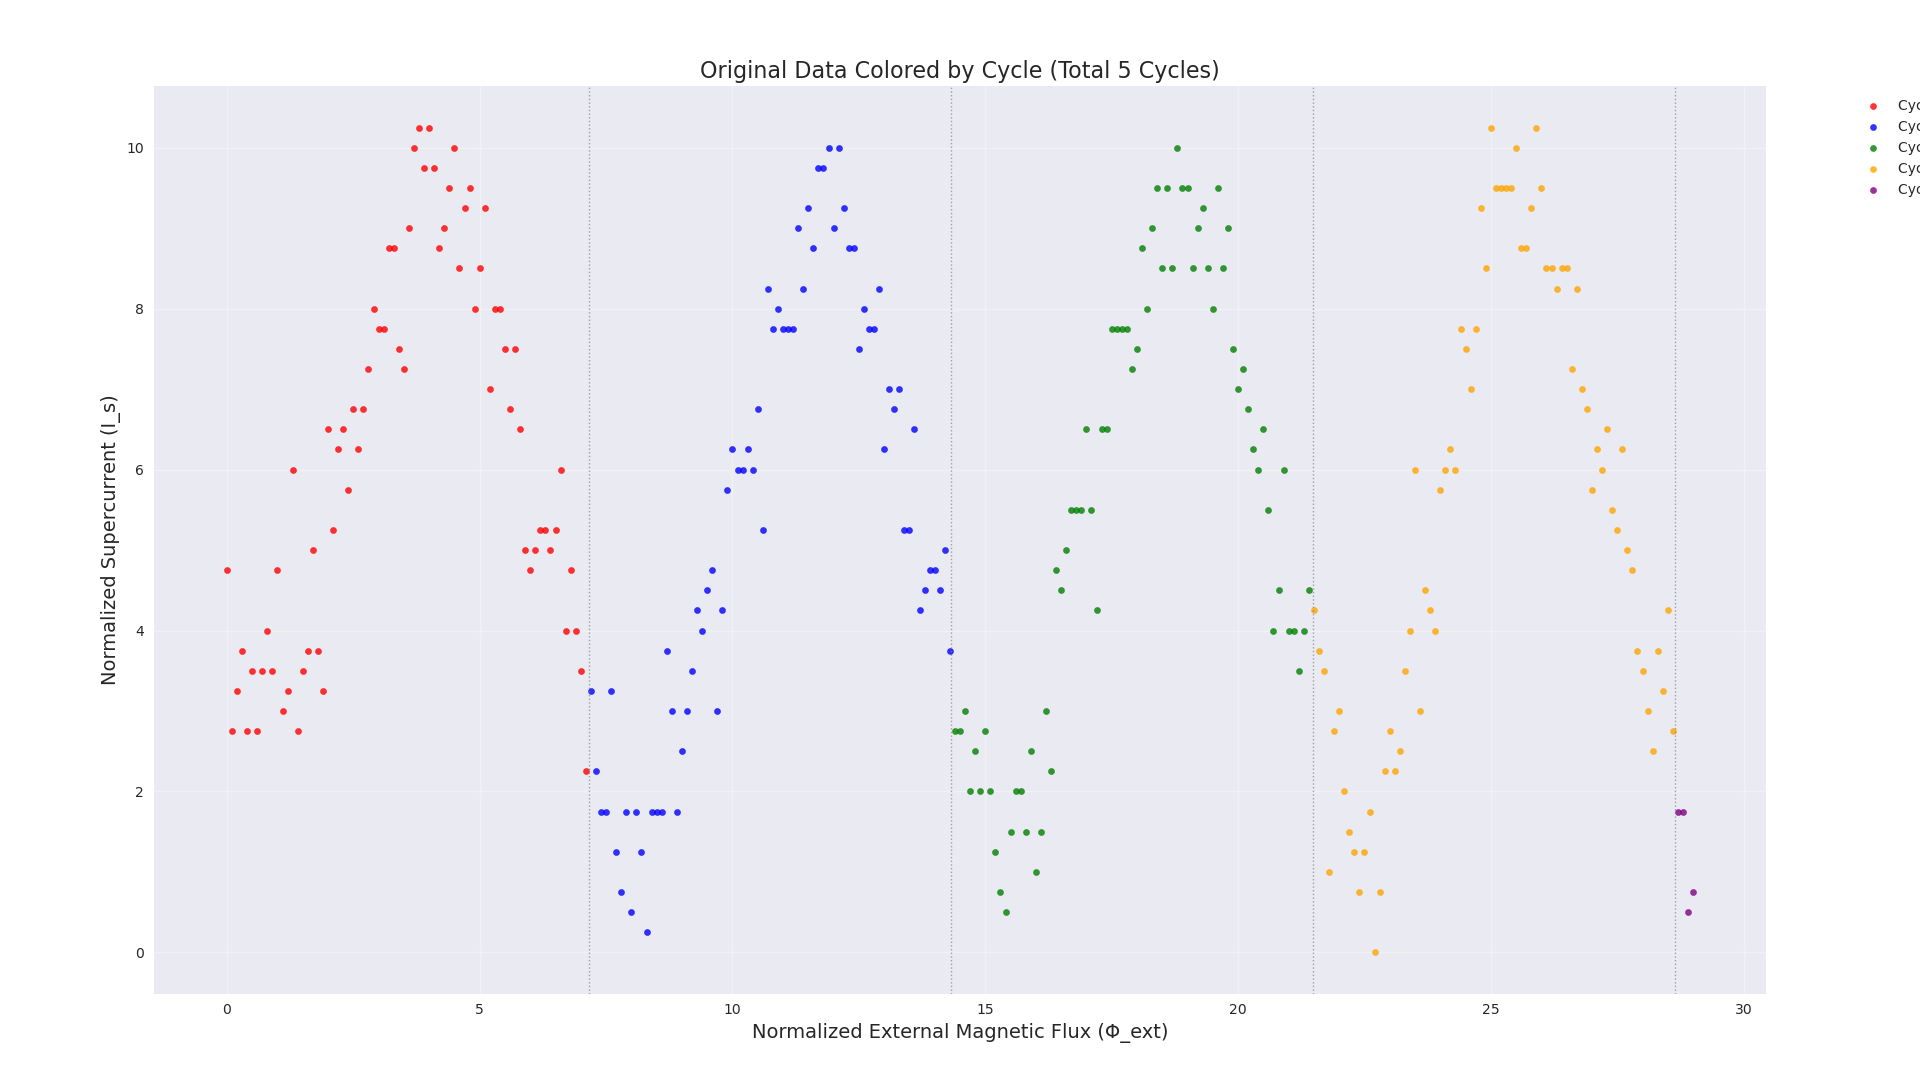 Original Data Colored by Cycle (Total 5 Cycles)
Cyc
Cyc
Cyc
Cyc
Cyc
10
8
6
4
2
0
Normalized Supercurrent (I_s)
0 5 10 15 20 25 30
Normalized External Magnetic Flux (Φ_ext)